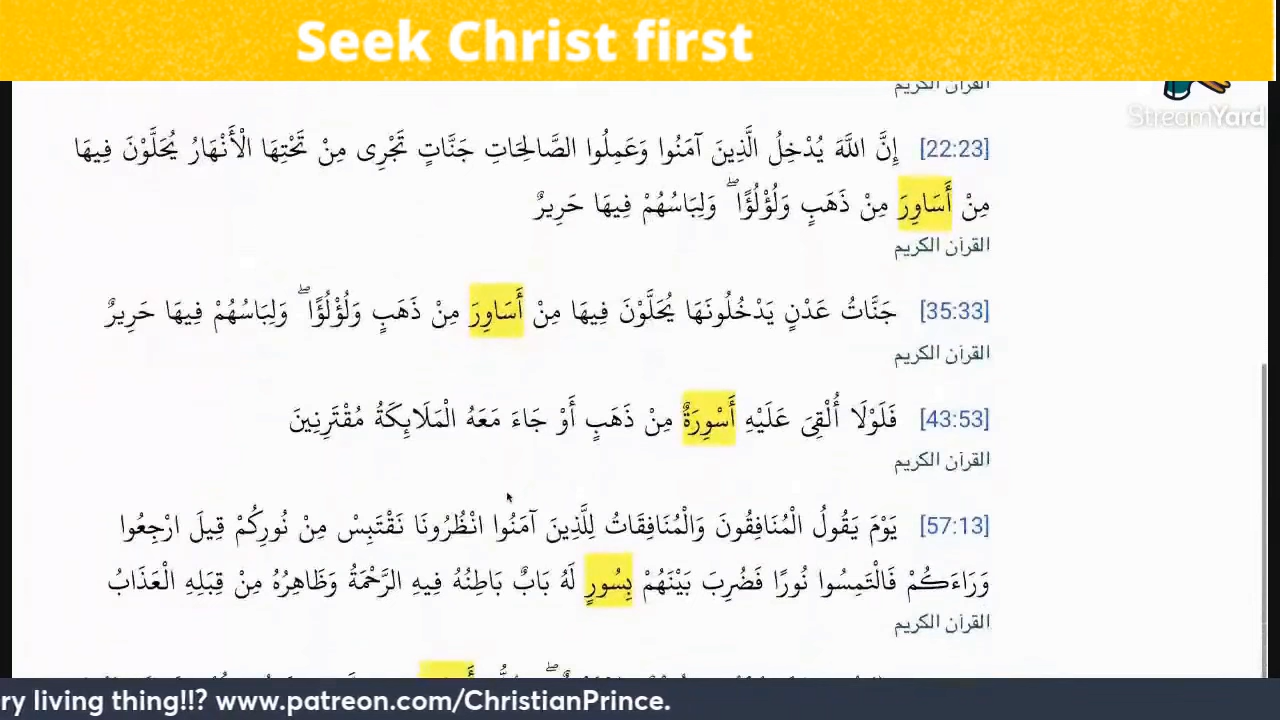 Seek Christ first
القرآن الكريم
StreamYard
[22:23] إِنَّ اللَّهَ يُدْخِلُ الَّذِينَ آمَنُوا وَعَمِلُوا الصَّالِحَاتِ جَنَّاتٍ تَجْرِى مِنْ تَحْتِهَا الْأَنْهَارُ يُحَلَّوْنَ فِيهَا
مِنْ أَسَاوِرَ مِنْ ذَهَبٍ وَلُؤْلُؤًا ۖ وَلِبَاسُهُمْ فِيهَا حَرِيرٌ
القرآن الكريم
[35:33] جَنَّاتُ عَدْنٍ يَدْخُلُونَهَا يُحَلَّوْنَ فِيهَا مِنْ أَسَاوِرَ مِنْ ذَهَبٍ وَلُؤْلُؤًا ۖ وَلِبَاسُهُمْ فِيهَا حَرِيرٌ
القرآن الكريم
[43:53] فَلَوْلَا أُلْقِىَ عَلَيْهِ أَسْوِرَةٌ مِنْ ذَهَبٍ أَوْ جَاءَ مَعَهُ الْمَلَائِكَةُ مُقْتَرِنِينَ
القرآن الكريم
[57:13] يَوْمَ يَقُولُ الْمُنَافِقُونَ وَالْمُنَافِقَاتُ لِلَّذِينَ آمَنُوا انْظُرُونَا نَقْتَبِسْ مِنْ نُورِكُمْ قِيلَ ارْجِعُوا
وَرَاءَكُمْ فَالْتَمِسُوا نُورًا فَضُرِبَ بَيْنَهُمْ بِسُورٍ لَهُ بَابٌ بَاطِنُهُ فِيهِ الرَّحْمَةُ وَظَاهِرُهُ مِنْ قِبَلِهِ الْعَذَابُ
القرآن الكريم
ry living thing!!? www.patreon.com/ChristianPrince.